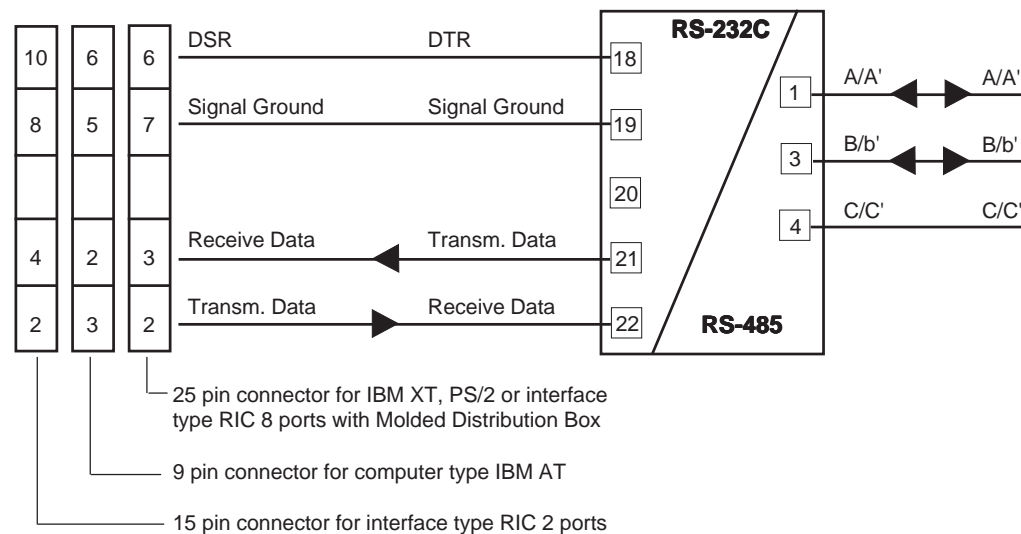 RS-232C
10 6 6 DSR DTR 18
1 A/A' A/A'
8 5 7 Signal Ground Signal Ground 19
3 B/b' B/b'
20
4 C/C' C/C'
4 2 3 Receive Data Transm. Data 21
2 3 2 Transm. Data Receive Data 22
RS-485
25 pin connector for IBM XT, PS/2 or interface
type RIC 8 ports with Molded Distribution Box
9 pin connector for computer type IBM AT
15 pin connector for interface type RIC 2 ports